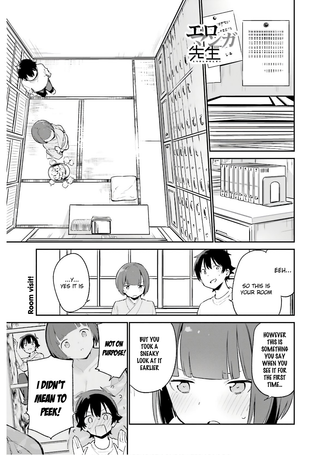 エロ
マンガ
先生
EEH...
SO THIS IS
YOUR ROOM
...Y...
YES IT IS
Room visit!
HOWEVER
THIS IS
SOMETHING
YOU SAY
WHEN YOU
SEE IT FOR
THE FIRST
TIME...
BUT YOU
TOOK A
SNEAKY
LOOK AT IT
EARLIER
NOT ON
PURPOSE!
I DIDN'T
MEAN TO
PEEK!